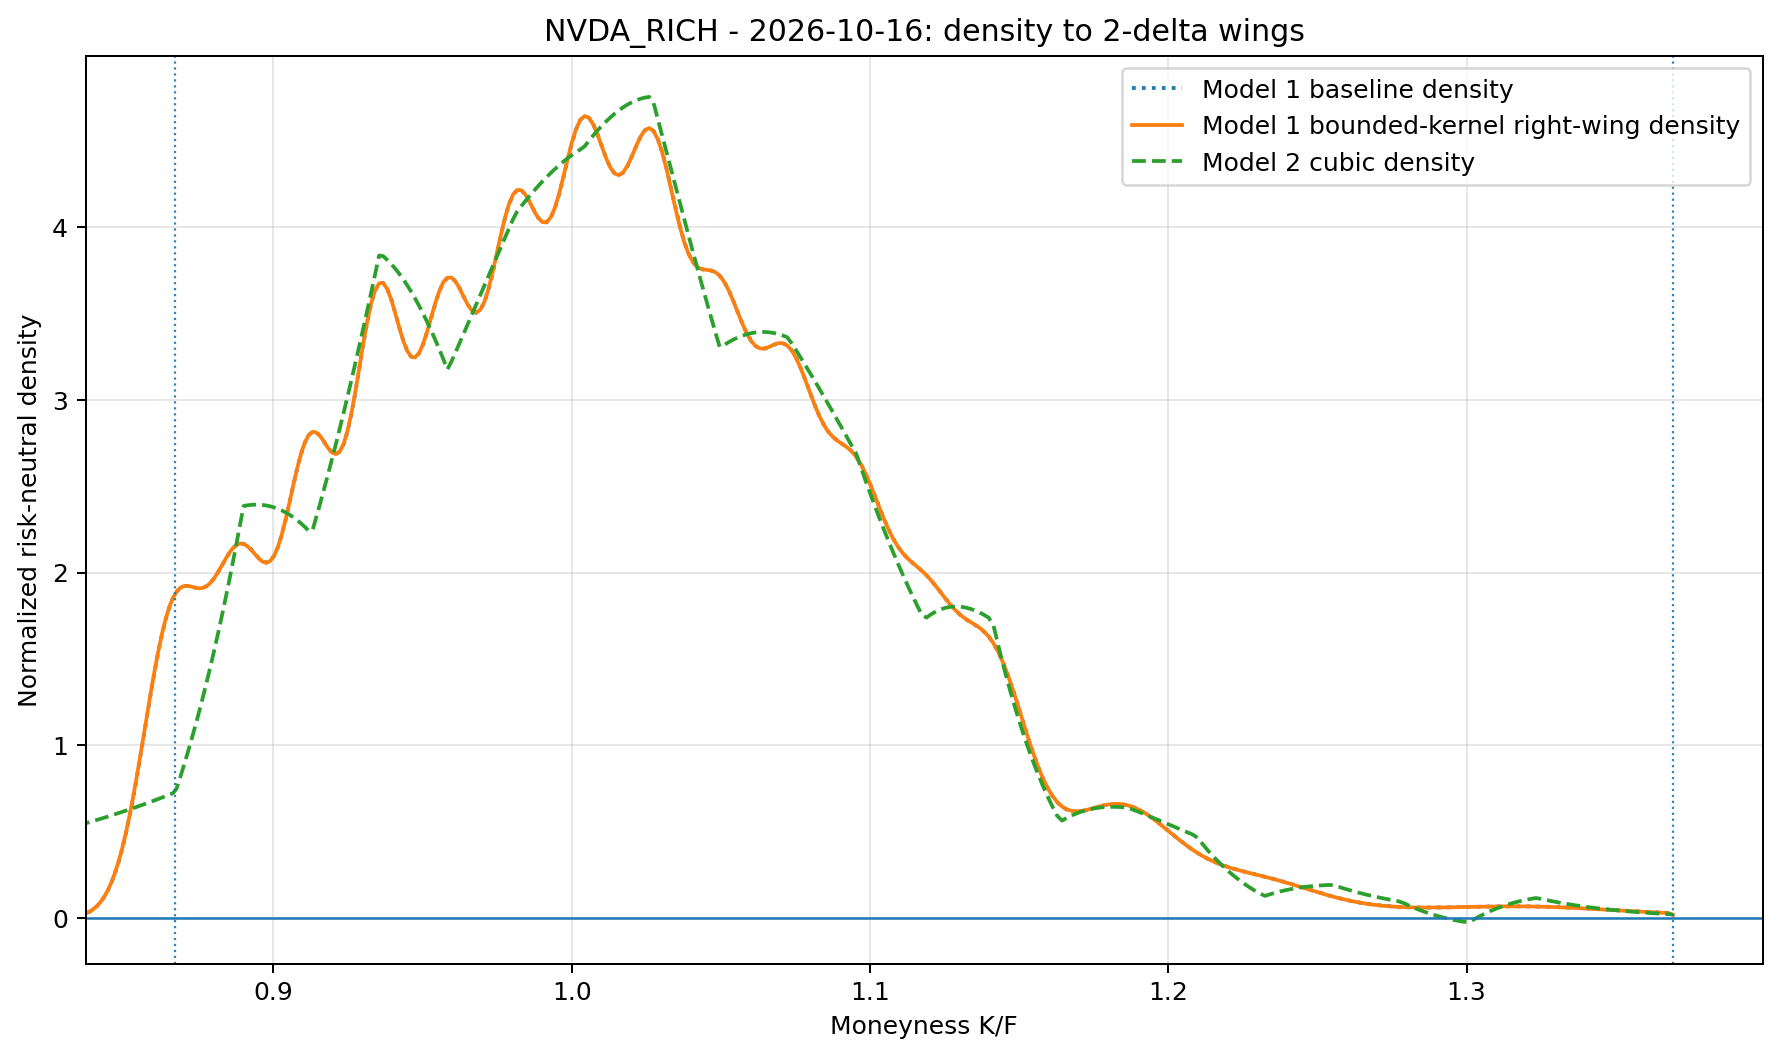 NVDA_RICH - 2026-10-16: density to 2-delta wings
Model 1 baseline density
Model 1 bounded-kernel right-wing density
Model 2 cubic density
Normalized risk-neutral density
4
3
2
1
0
0.9
1.0
1.1
1.2
1.3
Moneyness K/F